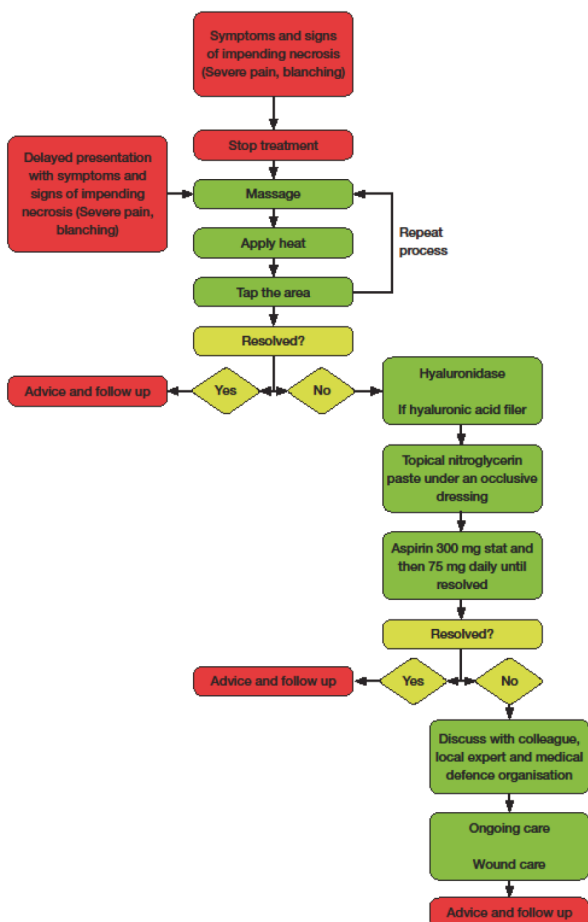 Symptoms and signs
of impending necrosis
(Severe pain, blanching)
Stop treatment
Delayed presentation
with symptoms and
signs of impending
necrosis (Severe pain,
blanching)
Massage
Repeat
process
Apply heat
Tap the area
Resolved?
Advice and follow up
Yes
No
Hyaluronidase
If hyaluronic acid filer
Topical nitroglycerin
paste under an occlusive
dressing
Aspirin 300 mg stat and
then 75 mg daily until
resolved
Resolved?
Advice and follow up
Yes
No
Discuss with colleague,
local expert and medical
defence organisation
Ongoing care
Wound care
Advice and follow up